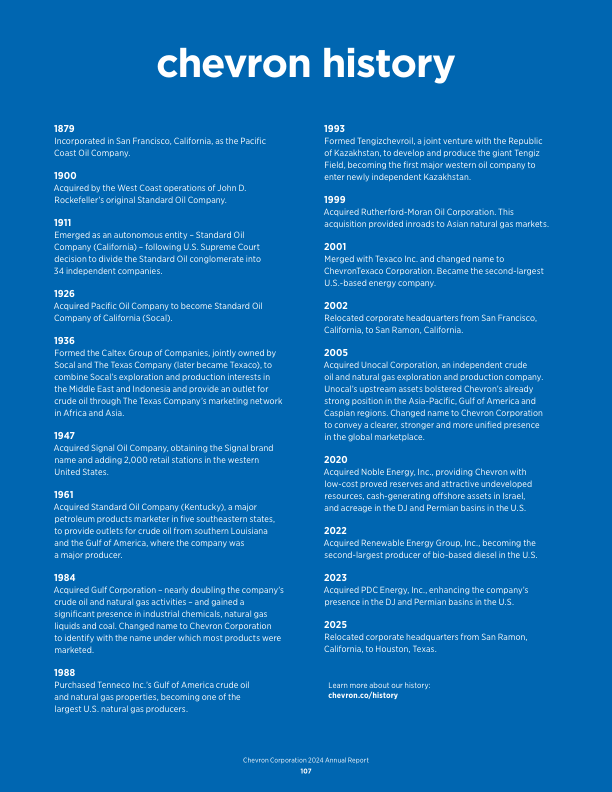 chevron history
1879
Incorporated in San Francisco, California, as the Pacific
Coast Oil Company.
1900
Acquired by the West Coast operations of John D.
Rockefeller's original Standard Oil Company.
1911
Emerged as an autonomous entity – Standard Oil
Company (California) – following U.S. Supreme Court
decision to divide the Standard Oil conglomerate into
34 independent companies.
1926
Acquired Pacific Oil Company to become Standard Oil
Company of California (Socal).
1936
Formed the Caltex Group of Companies, jointly owned by
Socal and The Texas Company (later became Texaco), to
combine Socal's exploration and production interests in
the Middle East and Indonesia and provide an outlet for
crude oil through The Texas Company's marketing network
in Africa and Asia.
1947
Acquired Signal Oil Company, obtaining the Signal brand
name and adding 2,000 retail stations in the western
United States.
1961
Acquired Standard Oil Company (Kentucky), a major
petroleum products marketer in five southeastern states,
to provide outlets for crude oil from southern Louisiana
and the Gulf of America, where the company was
a major producer.
1984
Acquired Gulf Corporation – nearly doubling the company's
crude oil and natural gas activities – and gained a
significant presence in industrial chemicals, natural gas
liquids and coal. Changed name to Chevron Corporation
to identify with the name under which most products were
marketed.
1988
Purchased Tenneco Inc.'s Gulf of America crude oil
and natural gas properties, becoming one of the
largest U.S. natural gas producers.
1993
Formed Tengizchevroil, a joint venture with the Republic
of Kazakhstan, to develop and produce the giant Tengiz
Field, becoming the first major western oil company to
enter newly independent Kazakhstan.
1999
Acquired Rutherford-Moran Oil Corporation. This
acquisition provided inroads to Asian natural gas markets.
2001
Merged with Texaco Inc. and changed name to
ChevronTexaco Corporation. Became the second-largest
U.S.-based energy company.
2002
Relocated corporate headquarters from San Francisco,
California, to San Ramon, California.
2005
Acquired Unocal Corporation, an independent crude
oil and natural gas exploration and production company.
Unocal's upstream assets bolstered Chevron's already
strong position in the Asia-Pacific, Gulf of America and
Caspian regions. Changed name to Chevron Corporation
to convey a clearer, stronger and more unified presence
in the global marketplace.
2020
Acquired Noble Energy, Inc., providing Chevron with
low-cost proved reserves and attractive undeveloped
resources, cash-generating offshore assets in Israel,
and acreage in the DJ and Permian basins in the U.S.
2022
Acquired Renewable Energy Group, Inc., becoming the
second-largest producer of bio-based diesel in the U.S.
2023
Acquired PDC Energy, Inc., enhancing the company's
presence in the DJ and Permian basins in the U.S.
2025
Relocated corporate headquarters from San Ramon,
California, to Houston, Texas.
Learn more about our history:
chevron.co/history
Chevron Corporation 2024 Annual Report
107